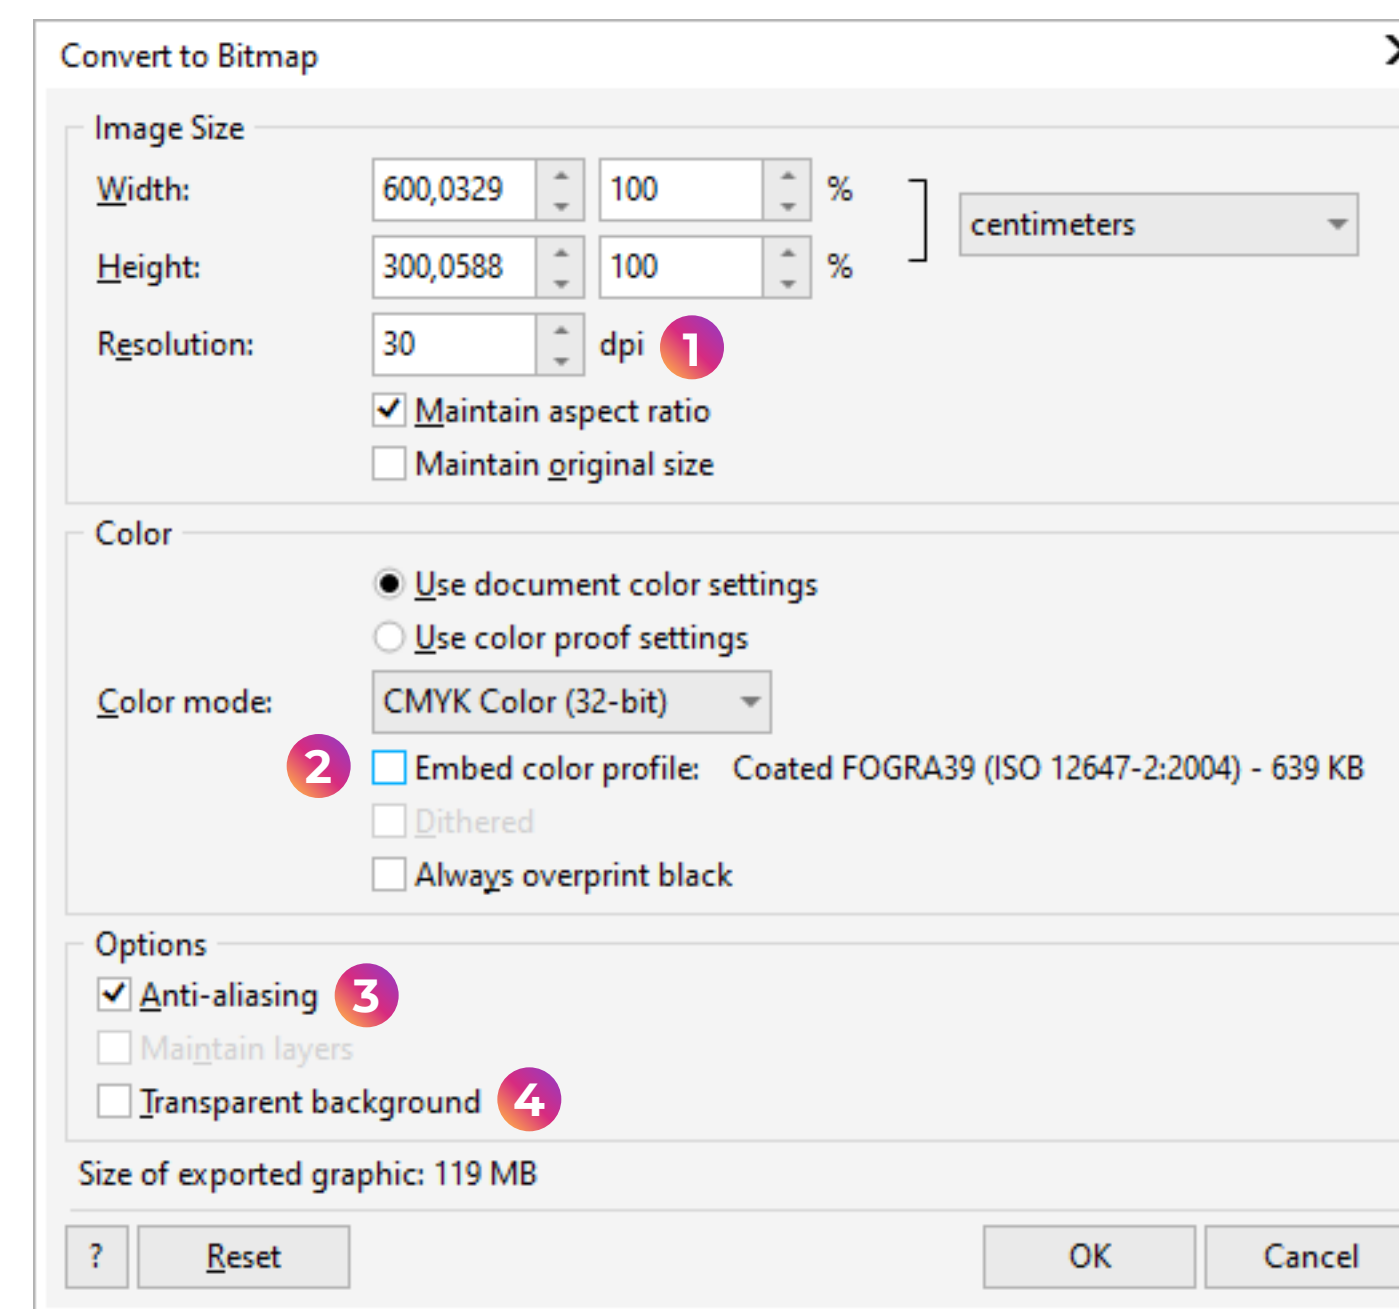 Convert to Bitmap
Image Size
Width: 600,0329 100 % centimeters
Height: 300,0588 100 %
Resolution: 30 dpi 1
Maintain aspect ratio
Maintain original size
Color
Use document color settings
Use color proof settings
Color mode: CMYK Color (32-bit)
2 Embed color profile: Coated FOGRA39 (ISO 12647-2:2004) - 639 KB
Dithered
Always overprint black
Options
Anti-aliasing 3
Maintain layers
Transparent background 4
Size of exported graphic: 119 MB
? Reset OK Cancel